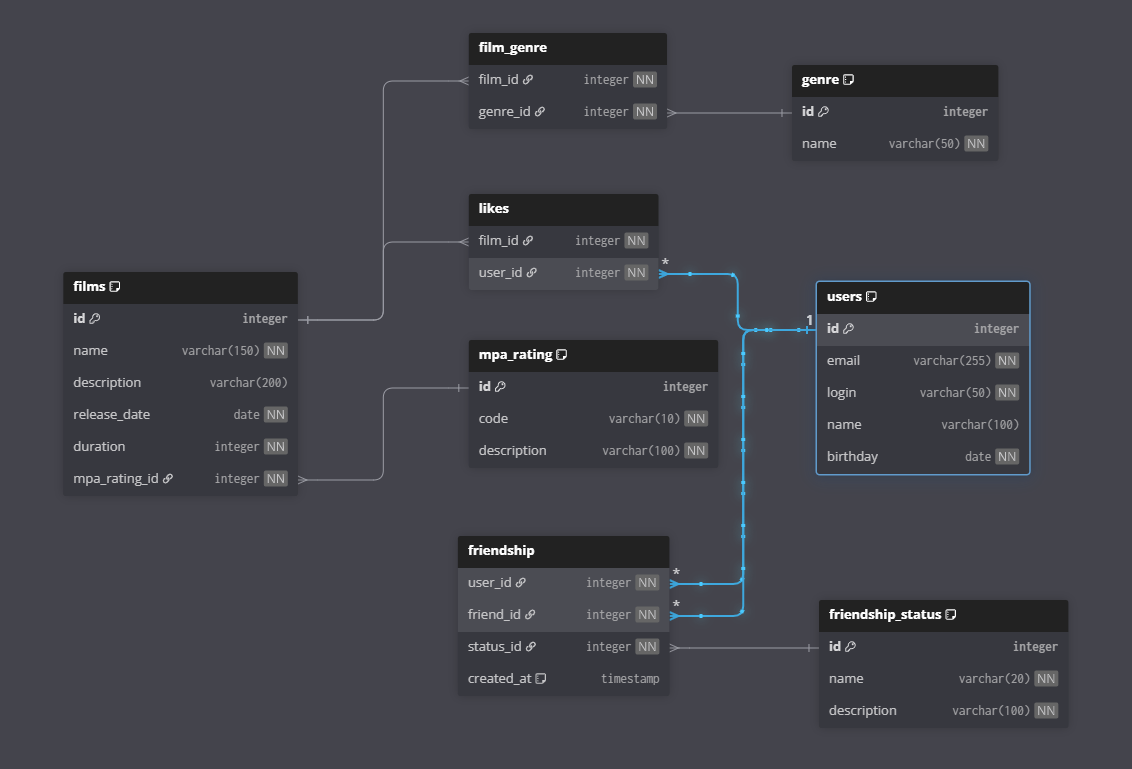 film_genre
film_id integer NN
genre_id integer NN
genre
id integer
name varchar(50) NN
likes
film_id integer NN
user_id integer NN
*
films
id integer
name varchar(150) NN
description varchar(200)
release_date date NN
duration integer NN
mpa_rating_id integer NN
users
1
id integer
email varchar(255) NN
login varchar(50) NN
name varchar(100)
birthday date NN
mpa_rating
id integer
code varchar(10) NN
description varchar(100) NN
friendship
*
user_id integer NN
*
friend_id integer NN
status_id integer NN
created_at timestamp
friendship_status
id integer
name varchar(20) NN
description varchar(100) NN